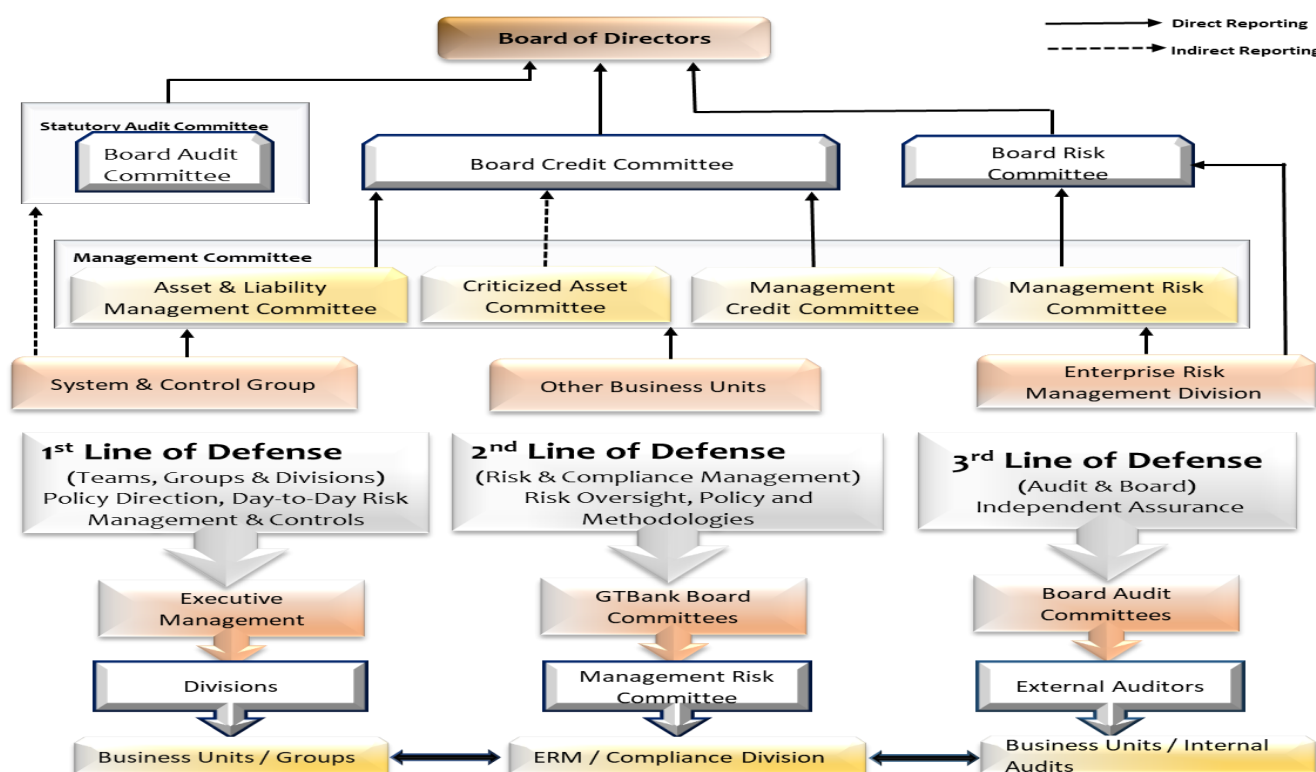 Board of Directors
Direct Reporting
Indirect Reporting
Statutory Audit Committee
Board Audit
Committee
Board Credit Committee
Board Risk
Committee
Management Committee
Asset & Liability
Management Committee
Criticized Asset
Committee
Management
Credit Committee
Management Risk
Committee
System & Control Group
Other Business Units
Enterprise Risk
Management Division
1st Line of Defense
(Teams, Groups & Divisions)
Policy Direction, Day-to-Day Risk
Management & Controls
2nd Line of Defense
(Risk & Compliance Management)
Risk Oversight, Policy and
Methodologies
3rd Line of Defense
(Audit & Board)
Independent Assurance
Executive
Management
GTBank Board
Committees
Board Audit
Committees
Divisions
Management Risk
Committee
External Auditors
Business Units / Groups
ERM / Compliance Division
Business Units / Internal
Audits